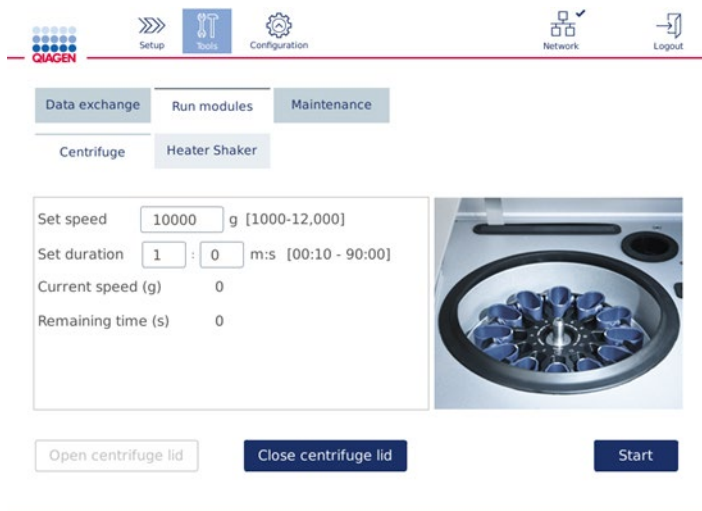 QIAGEN
Setup
Tools
Configuration
Network
Logout
Data exchange Run modules Maintenance
Centrifuge Heater Shaker
Set speed 10000 g [1000-12,000]
Set duration 1 : 0 m:s [00:10 - 90:00]
Current speed (g) 0
Remaining time (s) 0
Open centrifuge lid Close centrifuge lid Start